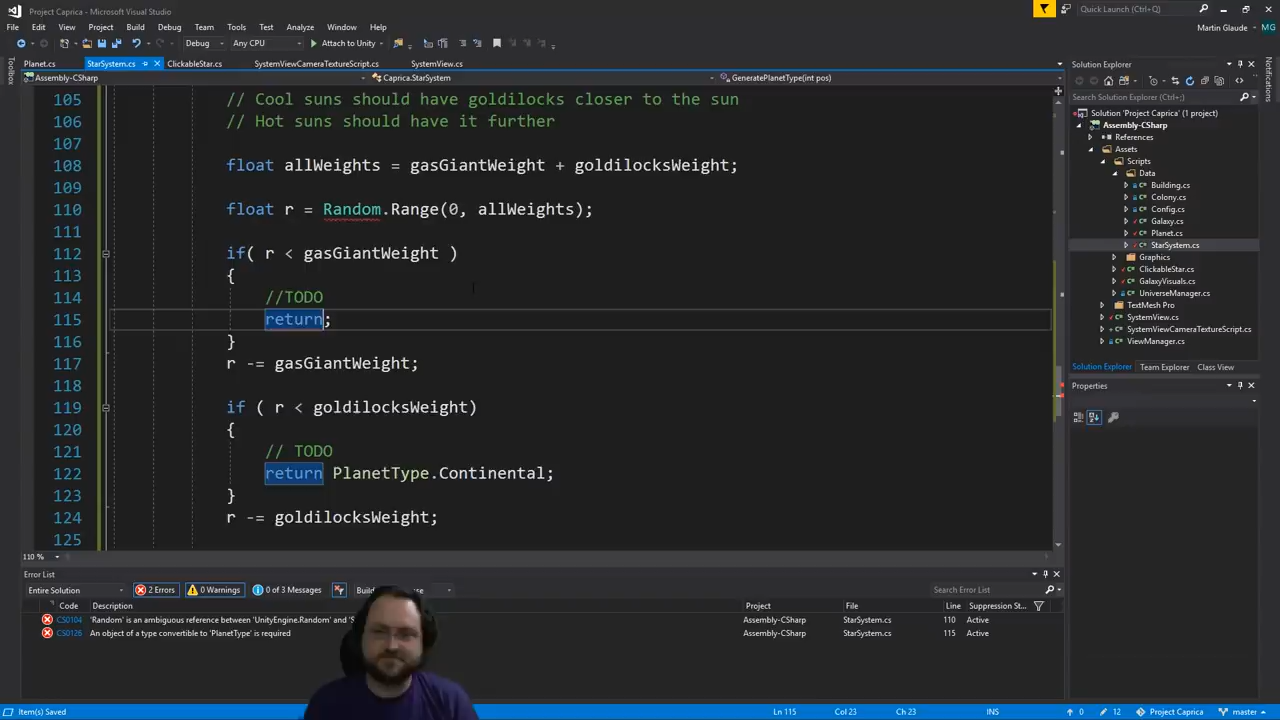 Project Caprica - Microsoft Visual Studio
Quick Launch (Ctrl+Q)
File Edit View Project Build Debug Team Tools Test Analyze Window Help
Martin Glaude MG
Debug Any CPU Attach to Unity
Toolbox
Planet.cs StarSystem.cs ClickableStar.cs SystemViewCameraTextureScript.cs SystemView.cs
Assembly-CSharp Caprica.StarSystem GeneratePlanetType(int pos)
105 // Cool suns should have goldilocks closer to the sun
106 // Hot suns should have it further
107
108 float allWeights = gasGiantWeight + goldilocksWeight;
109
110 float r = Random.Range(0, allWeights);
111
112 if( r < gasGiantWeight )
113 {
114 //TODO
115 return;
116 }
117 r -= gasGiantWeight;
118
119 if ( r < goldilocksWeight)
120 {
121 // TODO
122 return PlanetType.Continental;
123 }
124 r -= goldilocksWeight;
125
110 %
Solution Explorer
Search Solution Explorer (Ctrl+;)
Solution 'Project Caprica' (1 project)
Assembly-CSharp
References
Assets
Scripts
Data
Building.cs
Colony.cs
Config.cs
Galaxy.cs
Planet.cs
StarSystem.cs
Graphics
ClickableStar.cs
GalaxyVisuals.cs
UniverseManager.cs
TextMesh Pro
SystemView.cs
SystemViewCameraTextureScript.cs
ViewManager.cs
Solution Explorer Team Explorer Class View
Properties
Notifications
Error List
Entire Solution 2 Errors 0 Warnings 0 of 3 Messages Search Error List
Code Description Project File Line Suppression St...
CS0104 'Random' is an ambiguous reference between 'UnityEngine.Random' and Assembly-CSharp StarSystem.cs 110 Active
CS0126 An object of a type convertible to 'PlanetType' is required Assembly-CSharp StarSystem.cs 115 Active
Item(s) Saved Ln 115 Col 23 Ch 23 INS 0 12 Project Caprica master